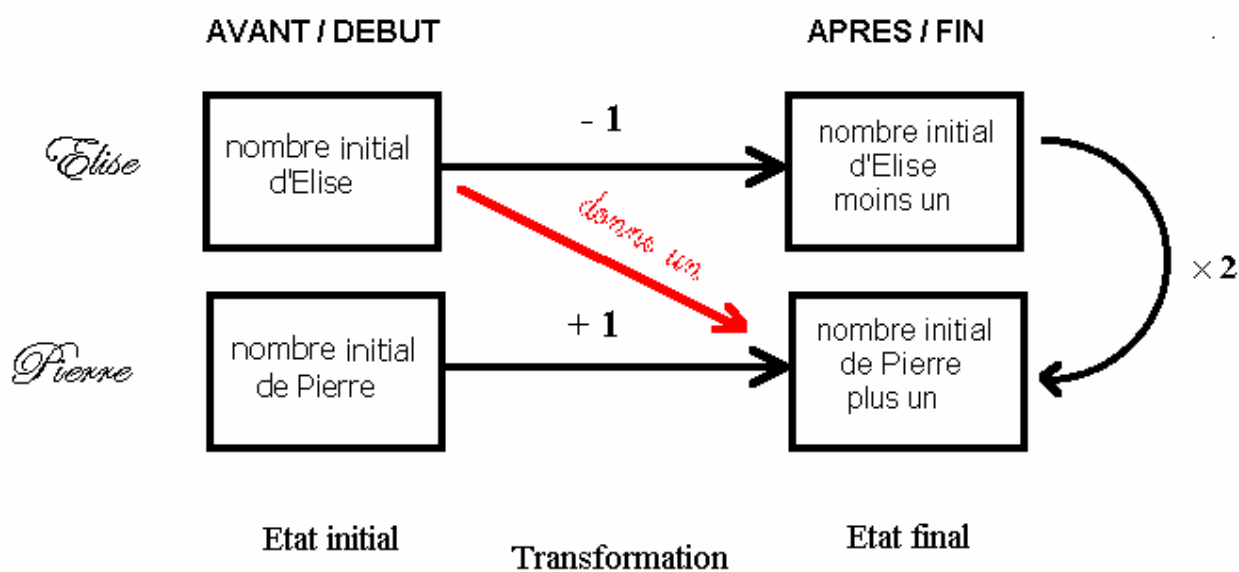 AVANT / DEBUT
APRES / FIN
Elise
nombre initial
d'Elise
- 1
nombre initial
d'Elise
moins un
donne un
× 2
Pierre
nombre initial
de Pierre
+ 1
nombre initial
de Pierre
plus un
Etat initial
Transformation
Etat final